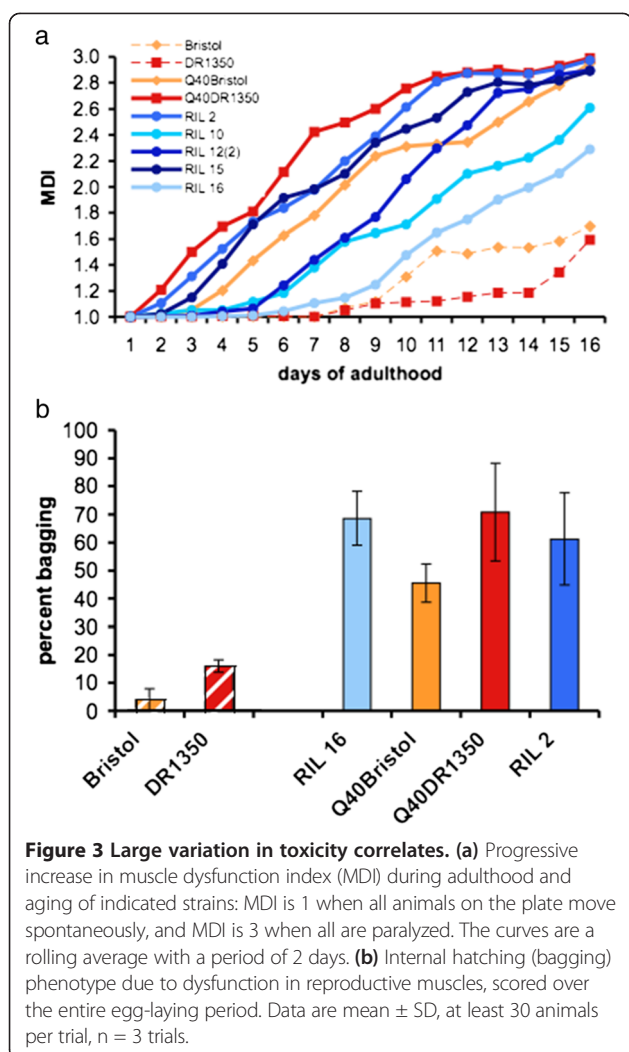 a
Bristol
DR1350
Q40Bristol
Q40DR1350
RIL 2
RIL 10
RIL 12(2)
RIL 15
RIL 16
MDI
3.0
2.8
2.6
2.4
2.2
2.0
1.8
1.6
1.4
1.2
1.0
1 2 3 4 5 6 7 8 9 10 11 12 13 14 15 16
days of adulthood
b
percent bagging
100
90
80
70
60
50
40
30
20
10
0
Bristol
DR1350
RIL 16
Q40Bristol
Q40DR1350
RIL 2
Figure 3 Large variation in toxicity correlates. (a) Progressive
increase in muscle dysfunction index (MDI) during adulthood and
aging of indicated strains: MDI is 1 when all animals on the plate move
spontaneously, and MDI is 3 when all are paralyzed. The curves are a
rolling average with a period of 2 days. (b) Internal hatching (bagging)
phenotype due to dysfunction in reproductive muscles, scored over
the entire egg-laying period. Data are mean ± SD, at least 30 animals
per trial, n = 3 trials.